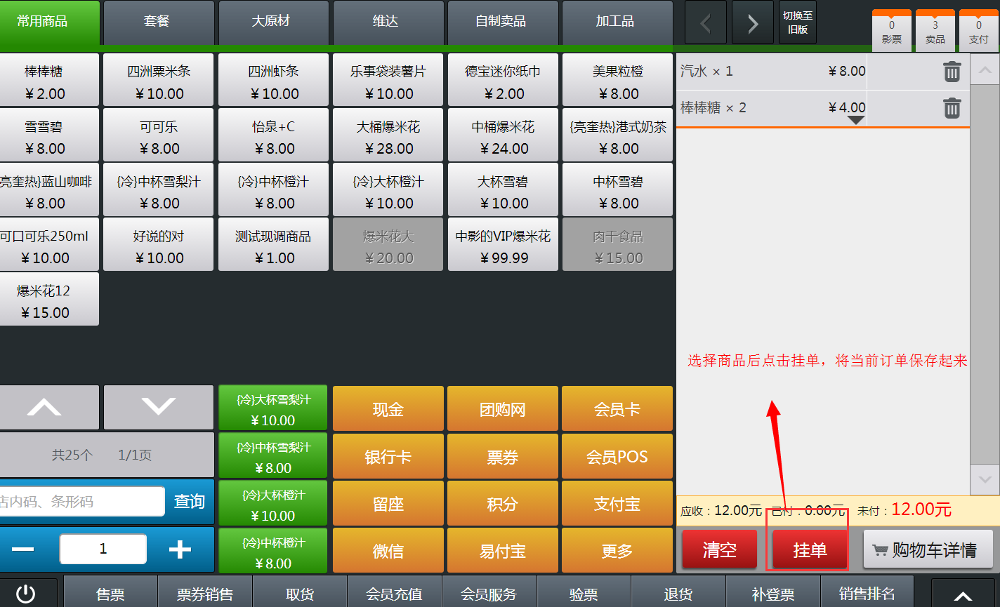 常用商品
套餐
大原材
维达
自制卖品
加工品
切换至
旧版
0
影票
3
卖品
0
支付
棒棒糖
¥2.00
四洲粟米条
¥10.00
四洲虾条
¥10.00
乐事袋装薯片
¥10.00
德宝迷你纸巾
¥2.00
美果粒橙
¥8.00
雪雪碧
¥8.00
可可乐
¥8.00
怡泉+C
¥8.00
大桶爆米花
¥28.00
中桶爆米花
¥24.00
{亮奎热}港式奶茶
¥8.00
亮奎热}蓝山咖啡
¥8.00
{冷}中杯雪梨汁
¥8.00
{冷}中杯橙汁
¥8.00
{冷}大杯橙汁
¥10.00
大杯雪碧
¥10.00
中杯雪碧
¥8.00
可口可乐250ml
¥10.00
好说的对
¥10.00
测试现调商品
¥1.00
爆米花大
¥20.00
中影的VIP爆米花
¥99.99
肉干食品
¥15.00
爆米花12
¥15.00
汽水 × 1
¥8.00
棒棒糖 × 2
¥4.00
选择商品后点击挂单，将当前订单保存起来
共25个
1/1页
店内码、条形码
查询
1
{冷}大杯雪梨汁
¥10.00
{冷}中杯雪梨汁
¥8.00
{冷}大杯橙汁
¥10.00
{冷}中杯橙汁
¥8.00
现金
团购网
会员卡
银行卡
票券
会员POS
留座
积分
支付宝
微信
易付宝
更多
应收：12.00元
已付：0.00元
未付：12.00元
清空
挂单
购物车详情
售票
票券销售
取货
会员充值
会员服务
验票
退货
补登票
销售排名